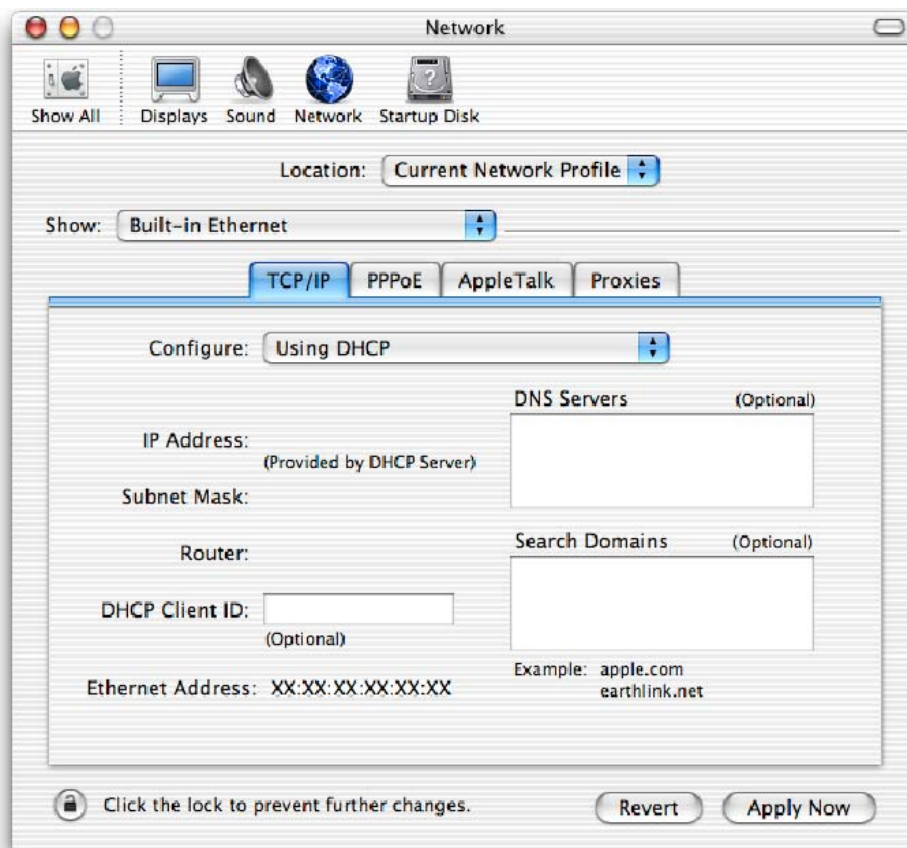 Network
Show All Displays Sound Network Startup Disk
Location: Current Network Profile
Show: Built-in Ethernet
TCP/IP PPPoE AppleTalk Proxies
Configure: Using DHCP
DNS Servers (Optional)
IP Address:
(Provided by DHCP Server)
Subnet Mask:
Router:
Search Domains (Optional)
DHCP Client ID:
(Optional)
Example: apple.com
earthlink.net
Ethernet Address: XX:XX:XX:XX:XX:XX
Click the lock to prevent further changes.
Revert Apply Now